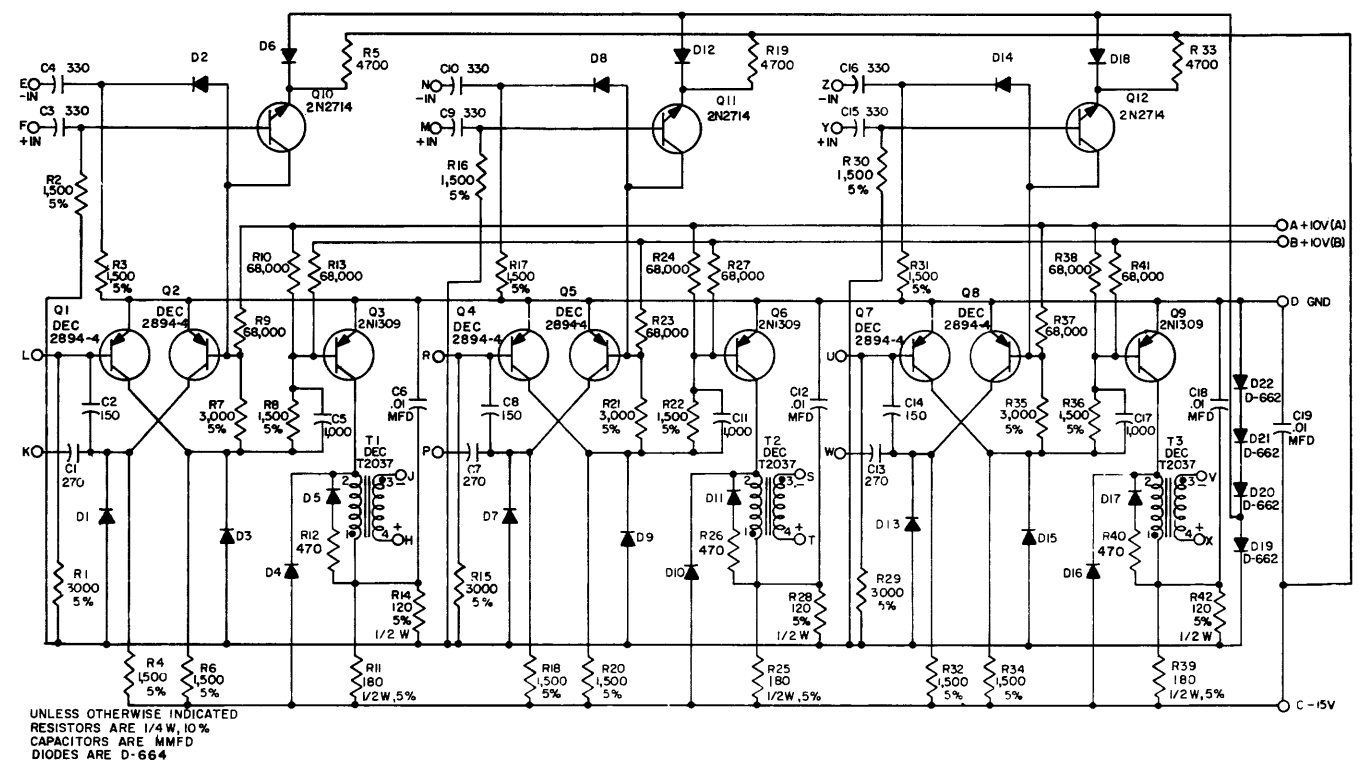 D6
R5
4700
D12
R19
4700
D18
R33
4700
C4 330
D2
E
-IN
Q10
2N2714
C3 330
F
+IN
C10 330
D8
N
-IN
Q11
2N2714
C9 330
M
+IN
C16 330
D14
Z
-IN
Q12
2N2714
C15 330
Y
+IN
R2
1,500
5%
R16
1,500
5%
R30
1,500
5%
A+10V(A)
B+10V(B)
R3
1,500
5%
R10
68,000
R13
68,000
R17
1,500
5%
R24
68,000
R27
68,000
R31
1,500
5%
R38
68,000
R41
68,000
D GND
Q1
DEC
2894-4
Q2
DEC
2894-4
R9
68,000
Q3
2N1309
Q4
DEC
2894-4
Q5
DEC
2894-4
R23
68,000
Q6
2N1309
Q7
DEC
2894-4
Q8
DEC
2894-4
R37
68,000
Q9
2N1309
L
R
U
C2
150
R7
3,000
5%
R8
1,500
5%
C5
1,000
C6
.01
MFD
C8
150
R21
3,000
5%
R22
1,500
5%
C11
1,000
C12
.01
MFD
C14
150
R35
3,000
5%
R36
1,500
5%
C17
1,000
C18
.01
MFD
D22
D-662
C19
.01
MFD
D21
D-662
D20
D-662
D19
D-662
K
C1
270
P
C7
270
W
C13
270
T1
DEC
T2037
2 3
J
-
+
1 4
H
T2
DEC
T2037
2 3
S
-
+
1 4
T
T3
DEC
T2037
2 3
V
-
+
1 4
X
D1
D3
D5
R12
470
D4
D7
D9
D11
R26
470
D10
D13
D15
D17
R40
470
D16
R1
3000
5%
R14
120
5%
1/2 W
R15
3000
5%
R28
120
5%
1/2W
R29
3000
5%
R42
120
5%
1/2W
R4
1,500
5%
R6
1,500
5%
R11
180
1/2W,5%
R18
1,500
5%
R20
1,500
5%
R25
180
1/2W,5%
R32
1,500
5%
R34
1,500
5%
R39
180
1/2W,5%
C -15V
UNLESS OTHERWISE INDICATED
RESISTORS ARE 1/4 W, 10%
CAPACITORS ARE MMFD
DIODES ARE D-664